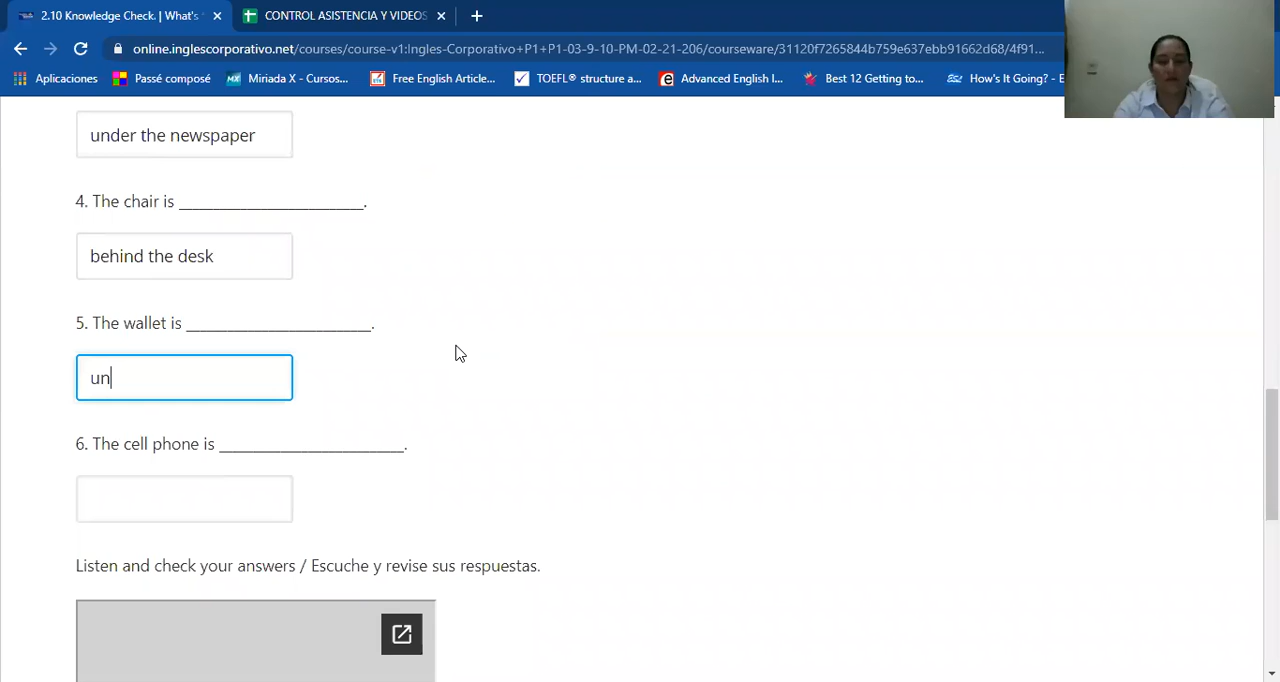 2.10 Knowledge Check. | What's
CONTROL ASISTENCIA Y VIDEOS
online.inglescorporativo.net/courses/course-v1:Ingles-Corporativo+P1+P1-03-9-10-PM-02-21-206/courseware/31120f7265844b759e637ebb91662d68/4f91...
Aplicaciones
Passé composé
Miriada X - Cursos...
Free English Article...
TOEFL® structure a...
Advanced English l...
Best 12 Getting to...
How's It Going? - E
under the newspaper
4. The chair is ______________________.
behind the desk
5. The wallet is ______________________.
un
6. The cell phone is ______________________.
Listen and check your answers / Escuche y revise sus respuestas.